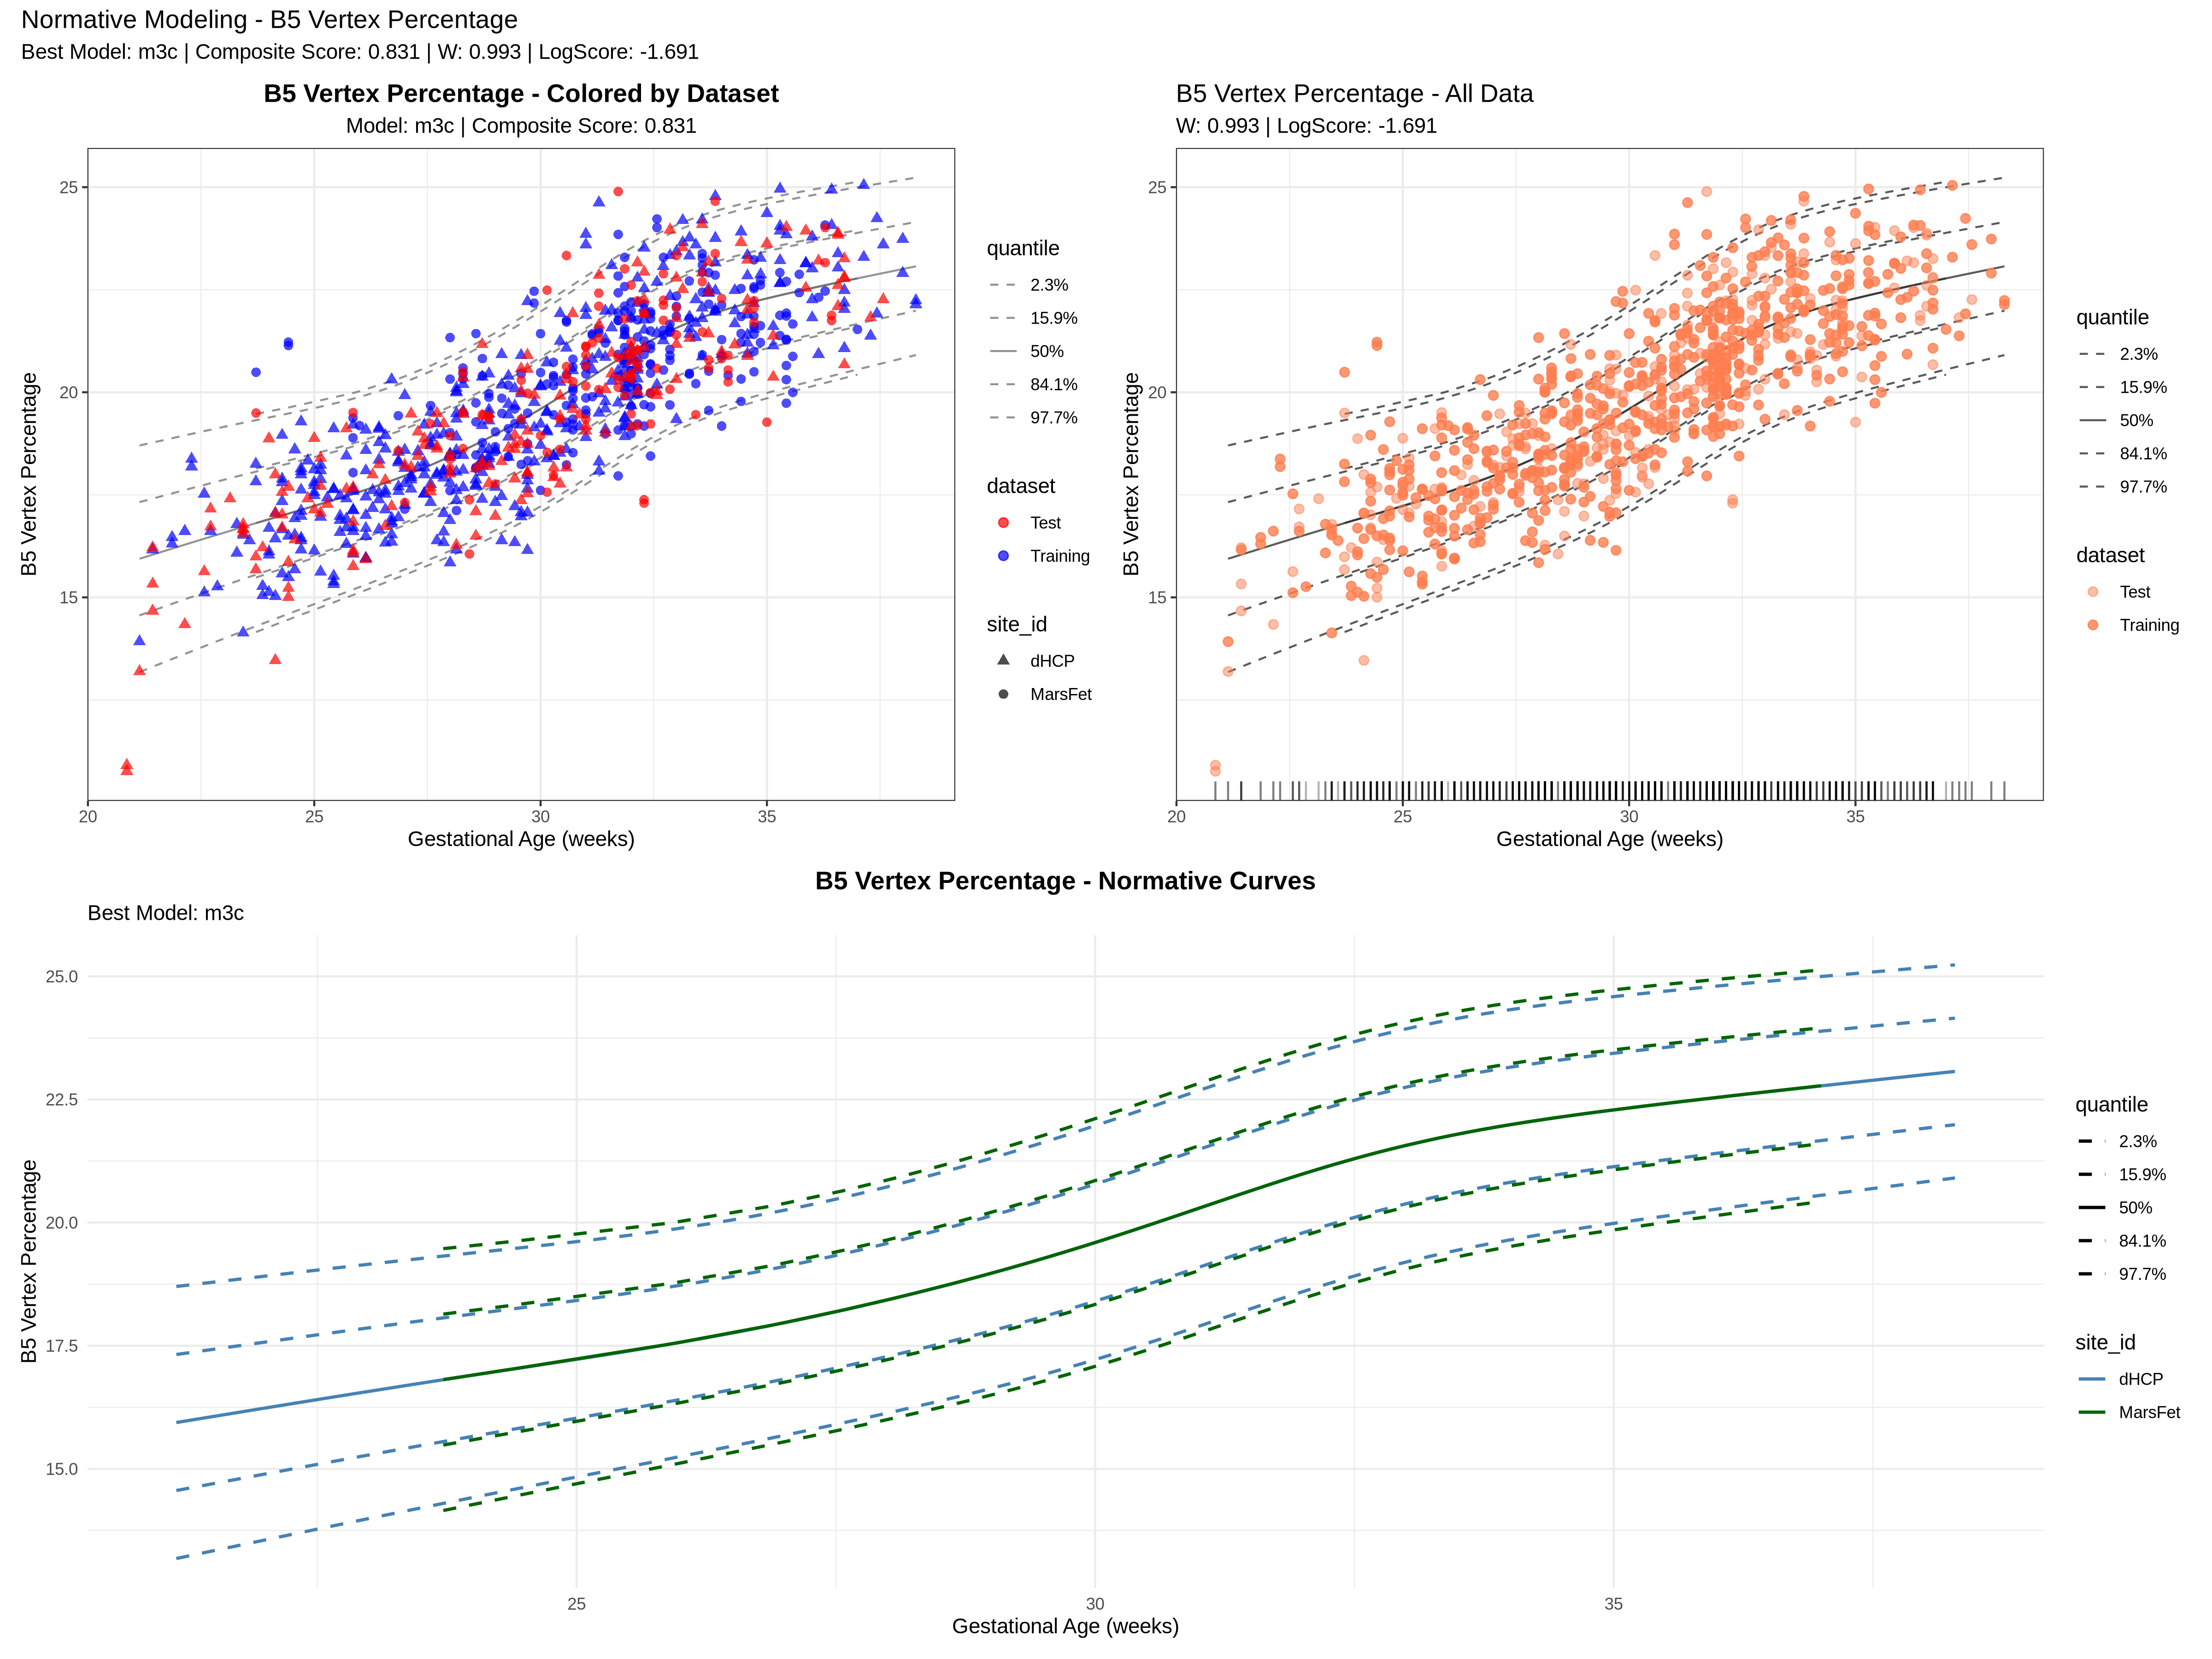 Normative Modeling - B5 Vertex Percentage
Best Model: m3c | Composite Score: 0.831 | W: 0.993 | LogScore: -1.691
B5 Vertex Percentage - Colored by Dataset
Model: m3c | Composite Score: 0.831
25
20
15
B5 Vertex Percentage
20
25
30
35
Gestational Age (weeks)
quantile
2.3%
15.9%
50%
84.1%
97.7%
dataset
Test
Training
site_id
dHCP
MarsFet
B5 Vertex Percentage - All Data
W: 0.993 | LogScore: -1.691
25
20
15
B5 Vertex Percentage
20
25
30
35
Gestational Age (weeks)
quantile
2.3%
15.9%
50%
84.1%
97.7%
dataset
Test
Training
B5 Vertex Percentage - Normative Curves
Best Model: m3c
25.0
22.5
20.0
17.5
15.0
B5 Vertex Percentage
25
30
35
Gestational Age (weeks)
quantile
2.3%
15.9%
50%
84.1%
97.7%
site_id
dHCP
MarsFet